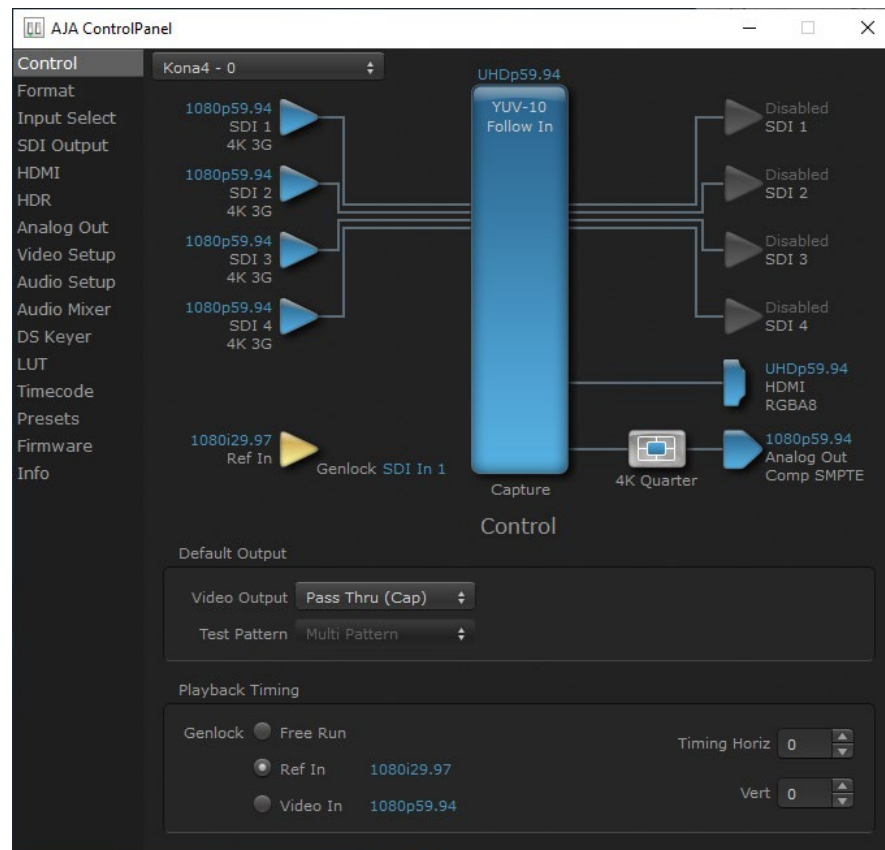 AJA ControlPanel
Control
Format
Input Select
SDI Output
HDMI
HDR
Analog Out
Video Setup
Audio Setup
Audio Mixer
DS Keyer
LUT
Timecode
Presets
Firmware
Info
Kona4 - 0
1080p59.94
SDI 1
4K 3G
1080p59.94
SDI 2
4K 3G
1080p59.94
SDI 3
4K 3G
1080p59.94
SDI 4
4K 3G
1080i29.97
Ref In
Genlock SDI In 1
UHDp59.94
YUV-10
Follow In
Capture
Disabled
SDI 1
Disabled
SDI 2
Disabled
SDI 3
Disabled
SDI 4
UHDp59.94
HDMI
RGBA8
4K Quarter
1080p59.94
Analog Out
Comp SMPTE
Control
Default Output
Video Output Pass Thru (Cap)
Test Pattern Multi Pattern
Playback Timing
Genlock Free Run
Ref In 1080i29.97
Video In 1080p59.94
Timing Horiz 0
Vert 0